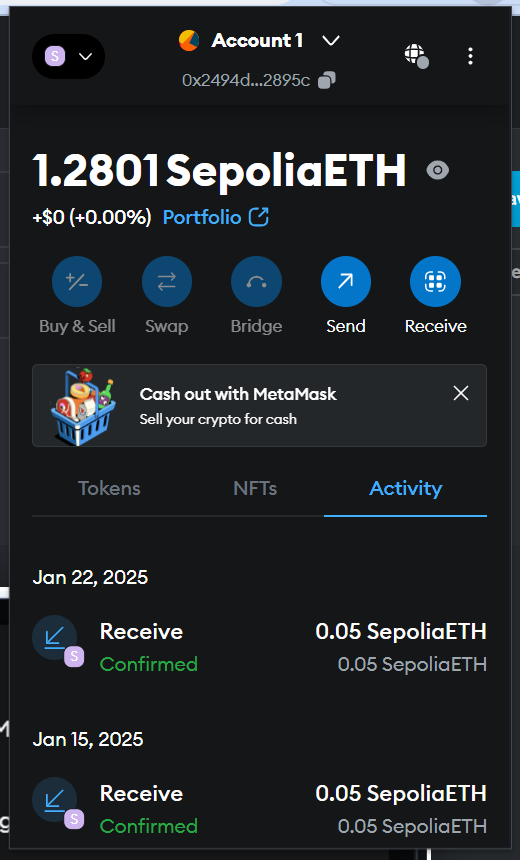 S
Account 1
0x2494d...2895c
1.2801 SepoliaETH
+$0 (+0.00%) Portfolio
Buy & Sell Swap Bridge Send Receive
Cash out with MetaMask
Sell your crypto for cash
Tokens NFTs Activity
Jan 22, 2025
Receive 0.05 SepoliaETH
S
Confirmed 0.05 SepoliaETH
Jan 15, 2025
Receive 0.05 SepoliaETH
S
Confirmed 0.05 SepoliaETH